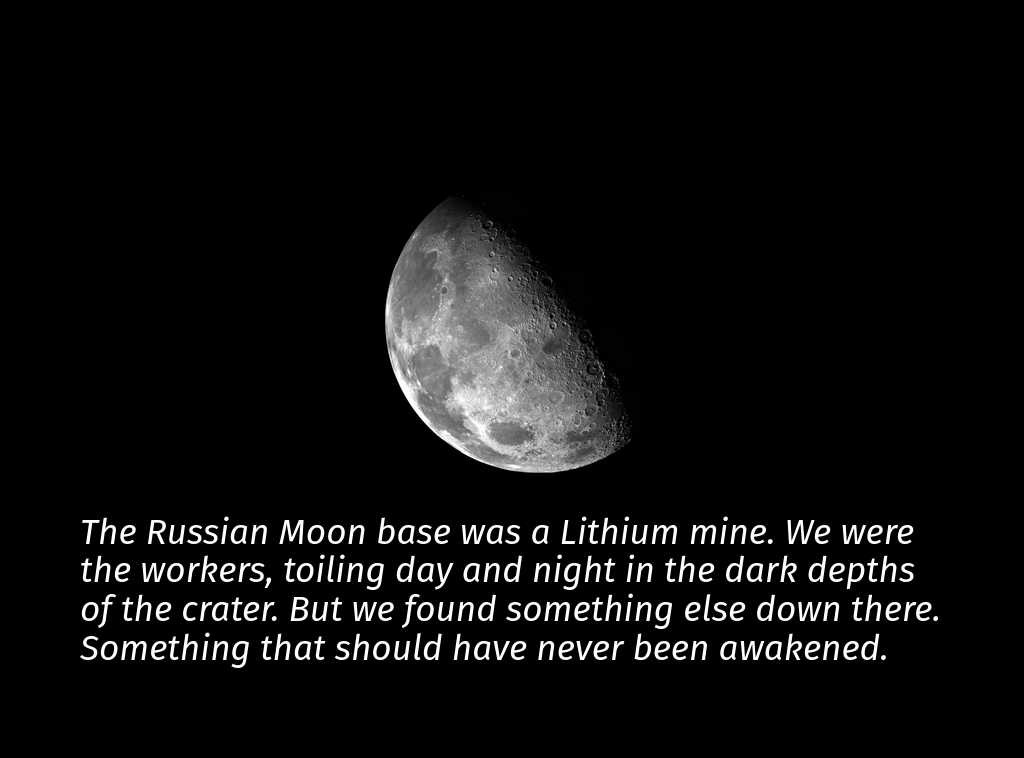 The Russian Moon base was a Lithium mine. We were
the workers, toiling day and night in the dark depths
of the crater. But we found something else down there.
Something that should have never been awakened.